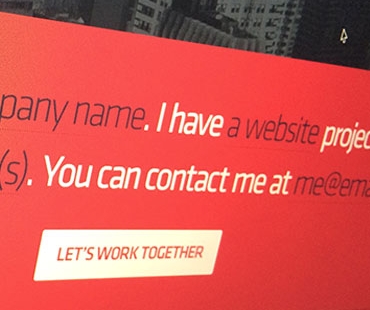 pany name. I have a website projec
(s). You can contact me at me@ema
LET'S WORK TOGETHER